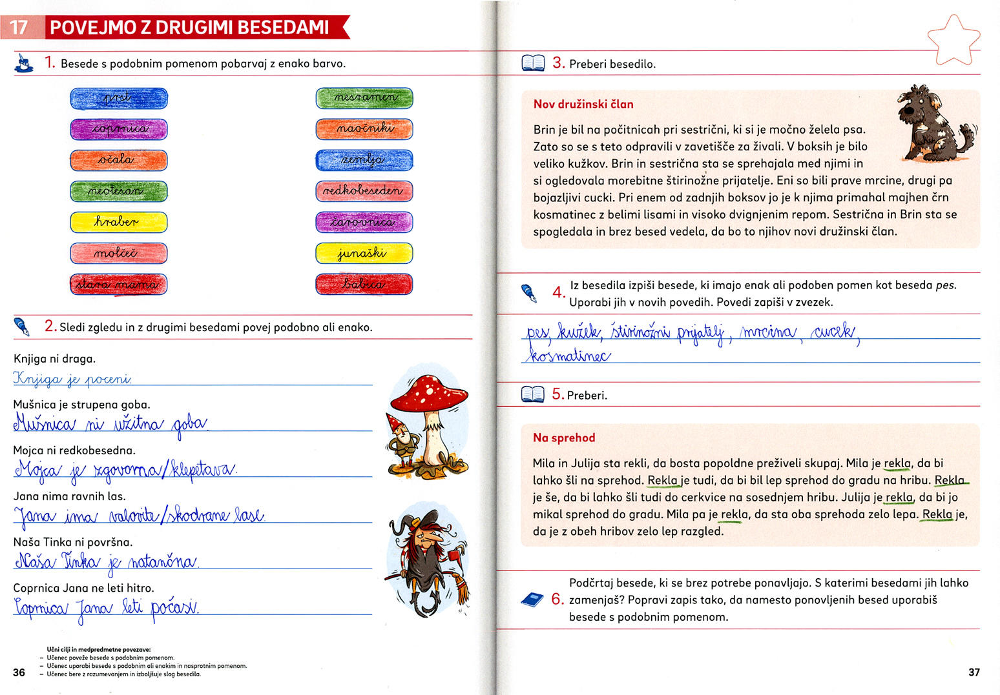 17 POVEJMO Z DRUGIMI BESEDAMI
1. Besede s podobnim pomenom pobarvaj z enako barvo.
prst
nesramen
coprnica
naočniki
očala
zemlja
neotesan
redkobeseden
hraber
čarovnica
molčeč
junaški
stara mama
babica
2. Sledi zgledu in z drugimi besedami povej podobno ali enako.
Knjiga ni draga.
Knjiga je poceni.
Mušnica je strupena goba.
Mušnica ni užitna goba.
Mojca ni redkobesedna.
Mojca je zgovorna/klepetava.
Jana nima ravnih las.
Jana ima valovite/skodrane lase.
Naša Tinka ni površna.
Naša Tinka je natančna.
Coprnica Jana ne leti hitro.
Coprnica Jana leti počasi.
Učni cilji in medpredmetne povezave:
– Učenec poveže besede s podobnim pomenom.
– Učenec uporabi besede s podobnim ali enakim in nasprotnim pomenom.
– Učenec bere z razumevanjem in izboljšuje slog besedila.
36
3. Preberi besedilo.
Nov družinski član
Brin je bil na počitnicah pri sestrični, ki si je močno želela psa.
Zato so se s teto odpravili v zavetišče za živali. V boksih je bilo
veliko kužkov. Brin in sestrična sta se sprehajala med njimi in
si ogledovala morebitne štirinožne prijatelje. Eni so bili prave mrcine, drugi pa
bojazljivi cucki. Pri enem od zadnjih boksov jo je k njima primahal majhen črn
kosmatinec z belimi lisami in visoko dvignjenim repom. Sestrična in Brin sta se
spogledala in brez besed vedela, da bo to njihov novi družinski član.
4. Iz besedila izpiši besede, ki imajo enak ali podoben pomen kot beseda pes.
Uporabi jih v novih povedih. Povedi zapiši v zvezek.
pes, kužek, štirinožni prijatelj, mrcina, cucek,
kosmatinec
5. Preberi.
Na sprehod
Mila in Julija sta rekli, da bosta popoldne preživeli skupaj. Mila je rekla, da bi
lahko šli na sprehod. Rekla je tudi, da bi bil lep sprehod do gradu na hribu. Rekla
je še, da bi lahko šli tudi do cerkvice na sosednjem hribu. Julija je rekla, da bi jo
mikal sprehod do gradu. Mila pa je rekla, da sta oba sprehoda zelo lepa. Rekla je,
da je z obeh hribov zelo lep razgled.
6. Podčrtaj besede, ki se brez potrebe ponavljajo. S katerimi besedami jih lahko
zamenjaš? Popravi zapis tako, da namesto ponovljenih besed uporabiš
besede s podobnim pomenom.
37